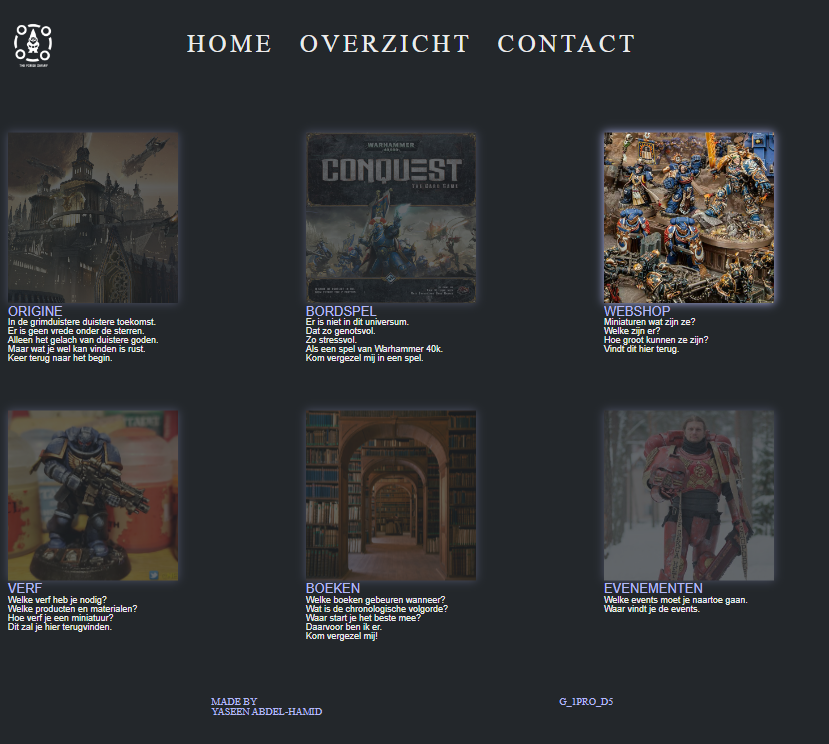 THE FORGE GROUP
HOME OVERZICHT CONTACT
WARHAMMER
40,000
CONQUEST
THE CARD GAME
ORIGINE
In de grimduistere duistere toekomst.
Er is geen vrede onder de sterren.
Alleen het gelach van duistere goden.
Maar wat je wel kan vinden is rust.
Keer terug naar het begin.
BORDSPEL
Er is niet in dit universum.
Dat zo genotsvol.
Zo stressvol.
Als een spel van Warhammer 40k.
Kom vergezel mij in een spel.
WEBSHOP
Miniaturen wat zijn ze?
Welke zijn er?
Hoe groot kunnen ze zijn?
Vindt dit hier terug.
VERF
Welke verf heb je nodig?
Welke producten en materialen?
Hoe verf je een miniatuur?
Dit zal je hier terugvinden.
BOEKEN
Welke boeken gebeuren wanneer?
Wat is de chronologische volgorde?
Waar start je het beste mee?
Daarvoor ben ik er.
Kom vergezel mij!
EVENEMENTEN
Welke events moet je naartoe gaan.
Waar vindt je de events.
MADE BY
YASEEN ABDEL-HAMID
G_1PRO_D5